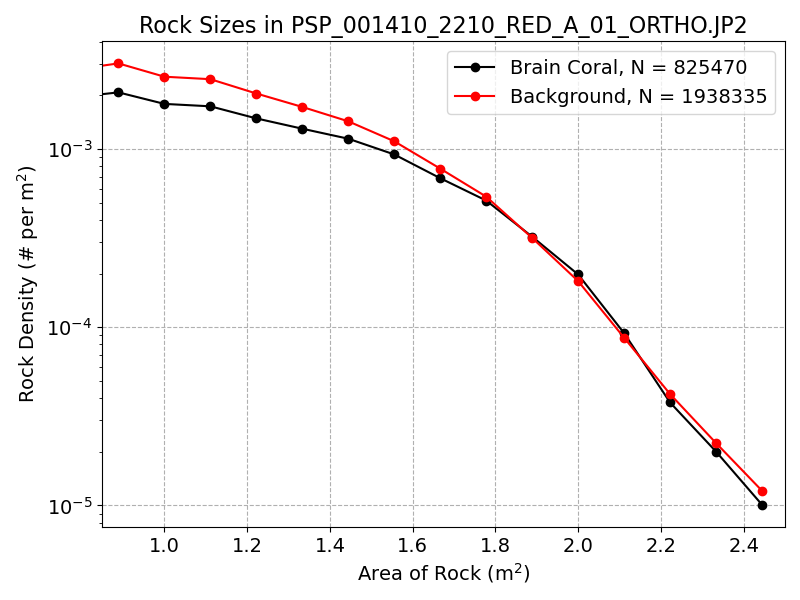 Rock Sizes in PSP_001410_2210_RED_A_01_ORTHO.JP2
Brain Coral, N = 825470
Background, N = 1938335
Rock Density (# per m²)
10⁻³
10⁻⁴
10⁻⁵
1.0 1.2 1.4 1.6 1.8 2.0 2.2 2.4
Area of Rock (m²)